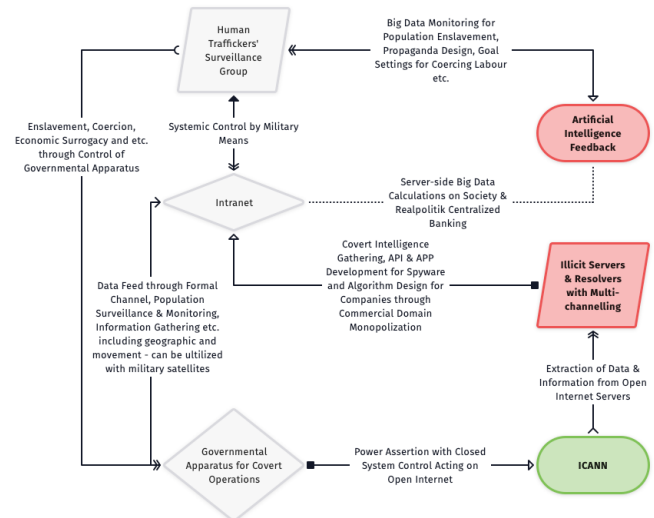 Human
Traffickers'
Surveillance
Group
Big Data Monitoring for
Population Enslavement,
Propaganda Design, Goal
Settings for Coercing Labour
etc.
Artificial
Intelligence
Feedback
Enslavement, Coercion,
Economic Surrogacy and etc.
through Control of
Governmental Apparatus
Systemic Control by Military
Means
Intranet
Server-side Big Data
Calculations on Society &
Realpolitik Centralized
Banking
Covert Intelligence
Gathering, API & APP
Development for Spyware
and Algorithm Design for
Companies through
Commercial Domain
Monopolization
Illicit Servers
& Resolvers
with Multi-
channelling
Data Feed through Formal
Channel, Population
Surveillance & Monitoring,
Information Gathering etc.
including geographic and
movement - can be ultilized
with military satellites
Extraction of Data &
Information from Open
Internet Servers
Governmental
Apparatus for Covert
Operations
Power Assertion with Closed
System Control Acting on
Open Internet
ICANN